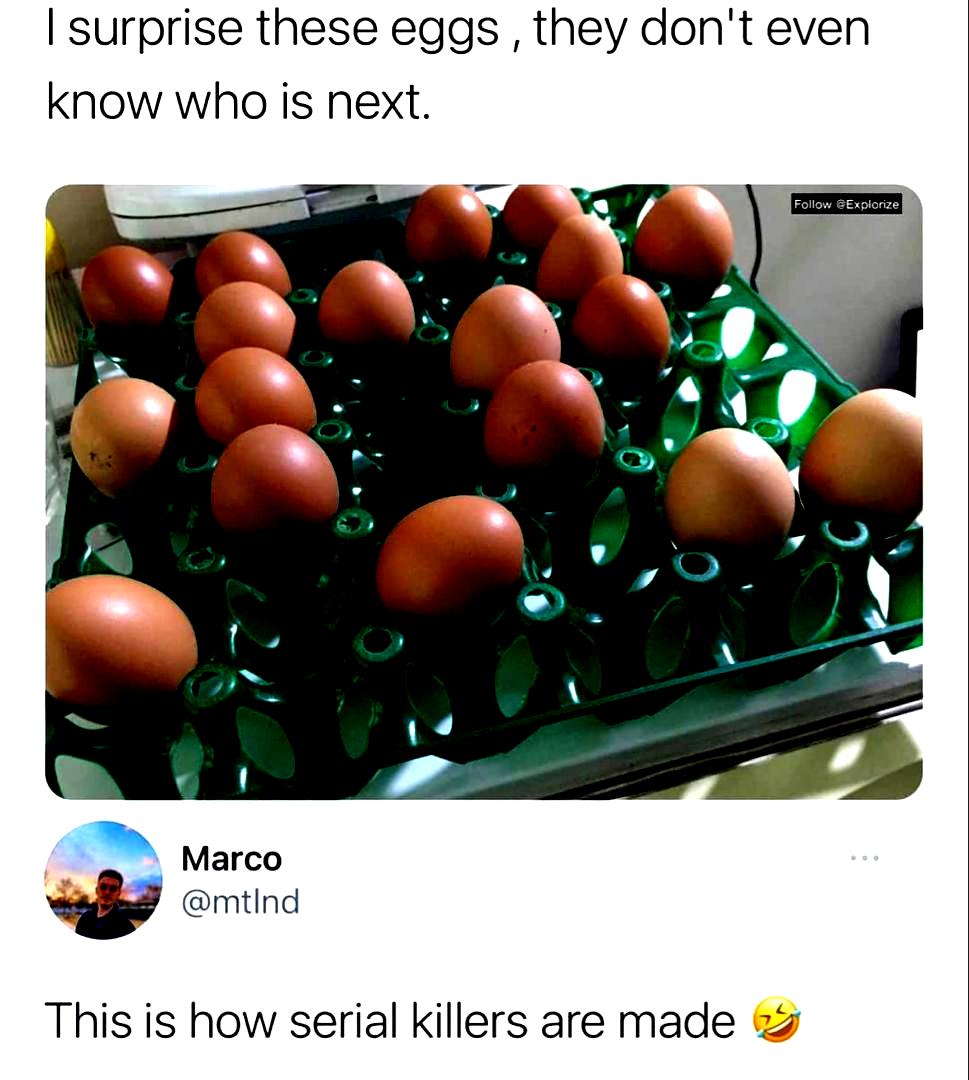 I surprise these eggs , they don't even
know who is next.
Follow @Explorize
Marco
@mtlnd
This is how serial killers are made 🤣